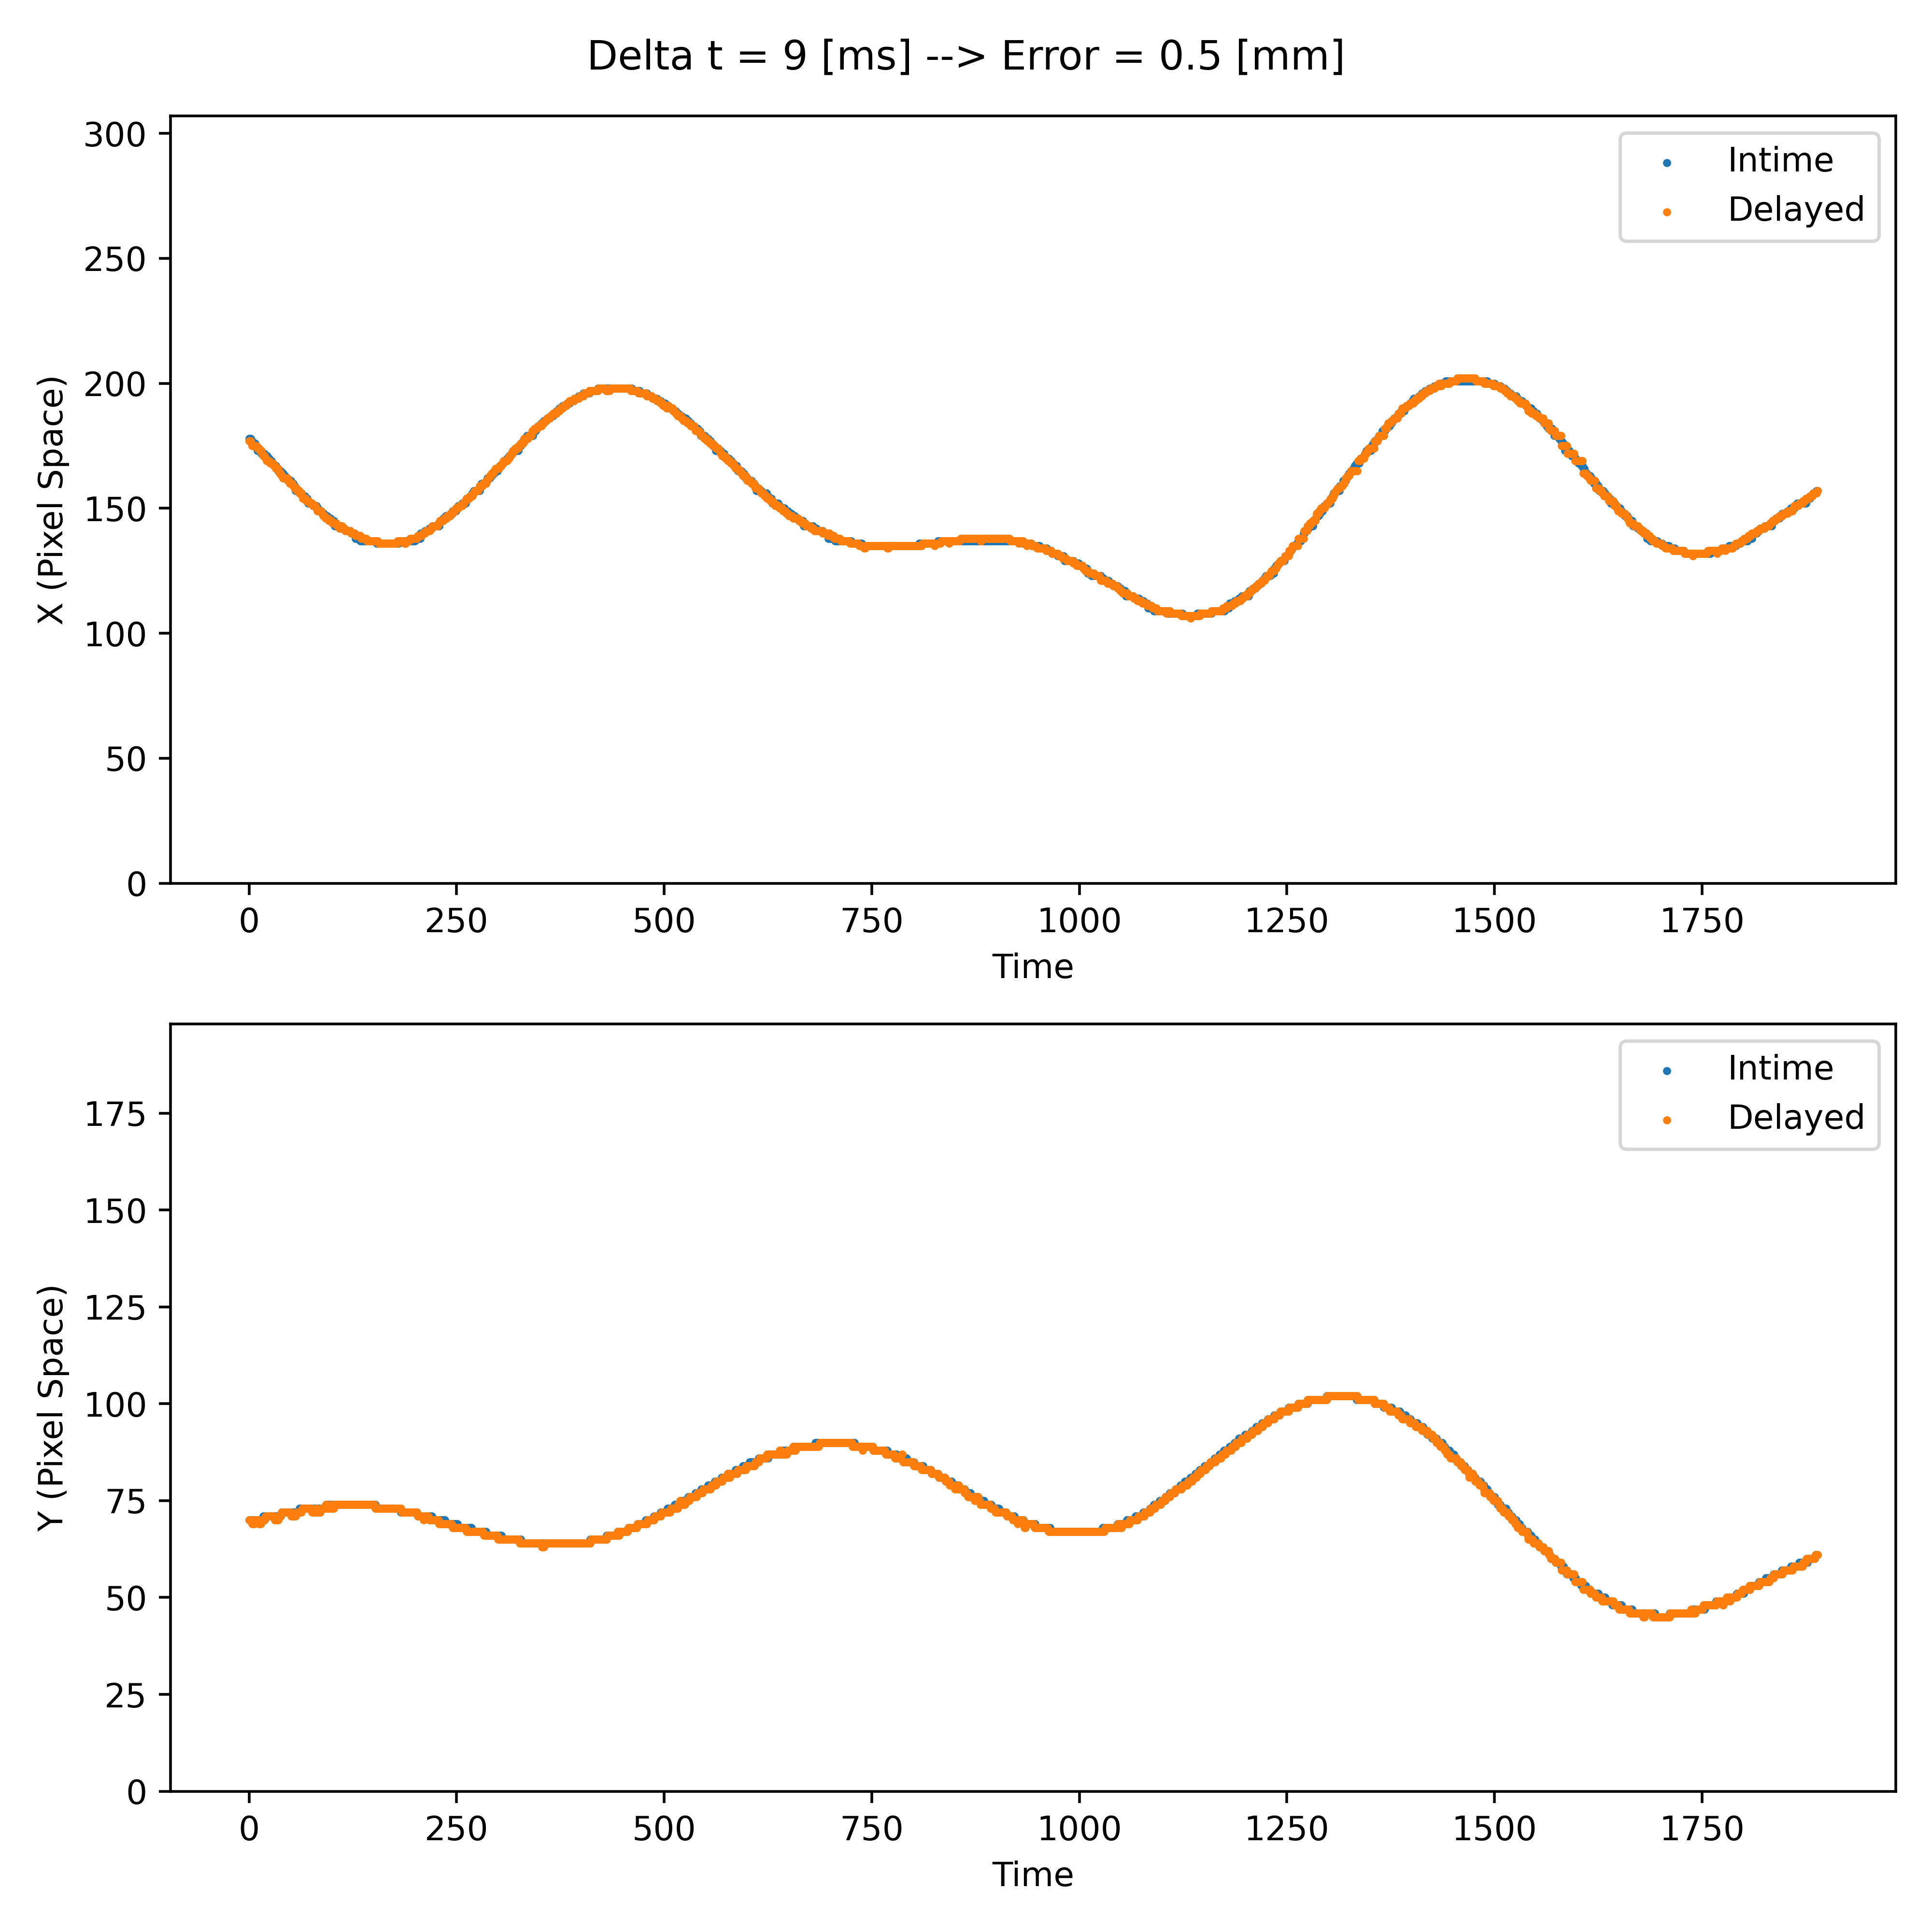 Delta t = 9 [ms] --> Error = 0.5 [mm]
300
250
200
150
100
50
0
X (Pixel Space)
Intime
Delayed
0 250 500 750 1000 1250 1500 1750
Time
175
150
125
100
75
50
25
0
Y (Pixel Space)
Intime
Delayed
0 250 500 750 1000 1250 1500 1750
Time